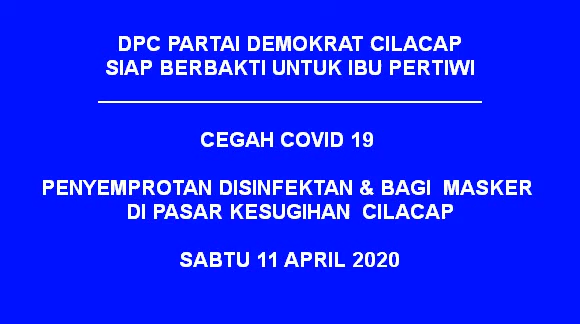 DPC PARTAI DEMOKRAT CILACAP
SIAP BERBAKTI UNTUK IBU PERTIWI
CEGAH COVID 19
PENYEMPROTAN DISINFEKTAN & BAGI MASKER
DI PASAR KESUGIHAN CILACAP
SABTU 11 APRIL 2020